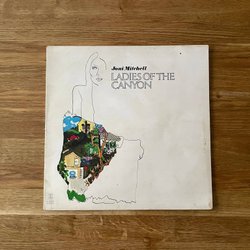 Joni Mitchell
LADIES OF THE
CANYON